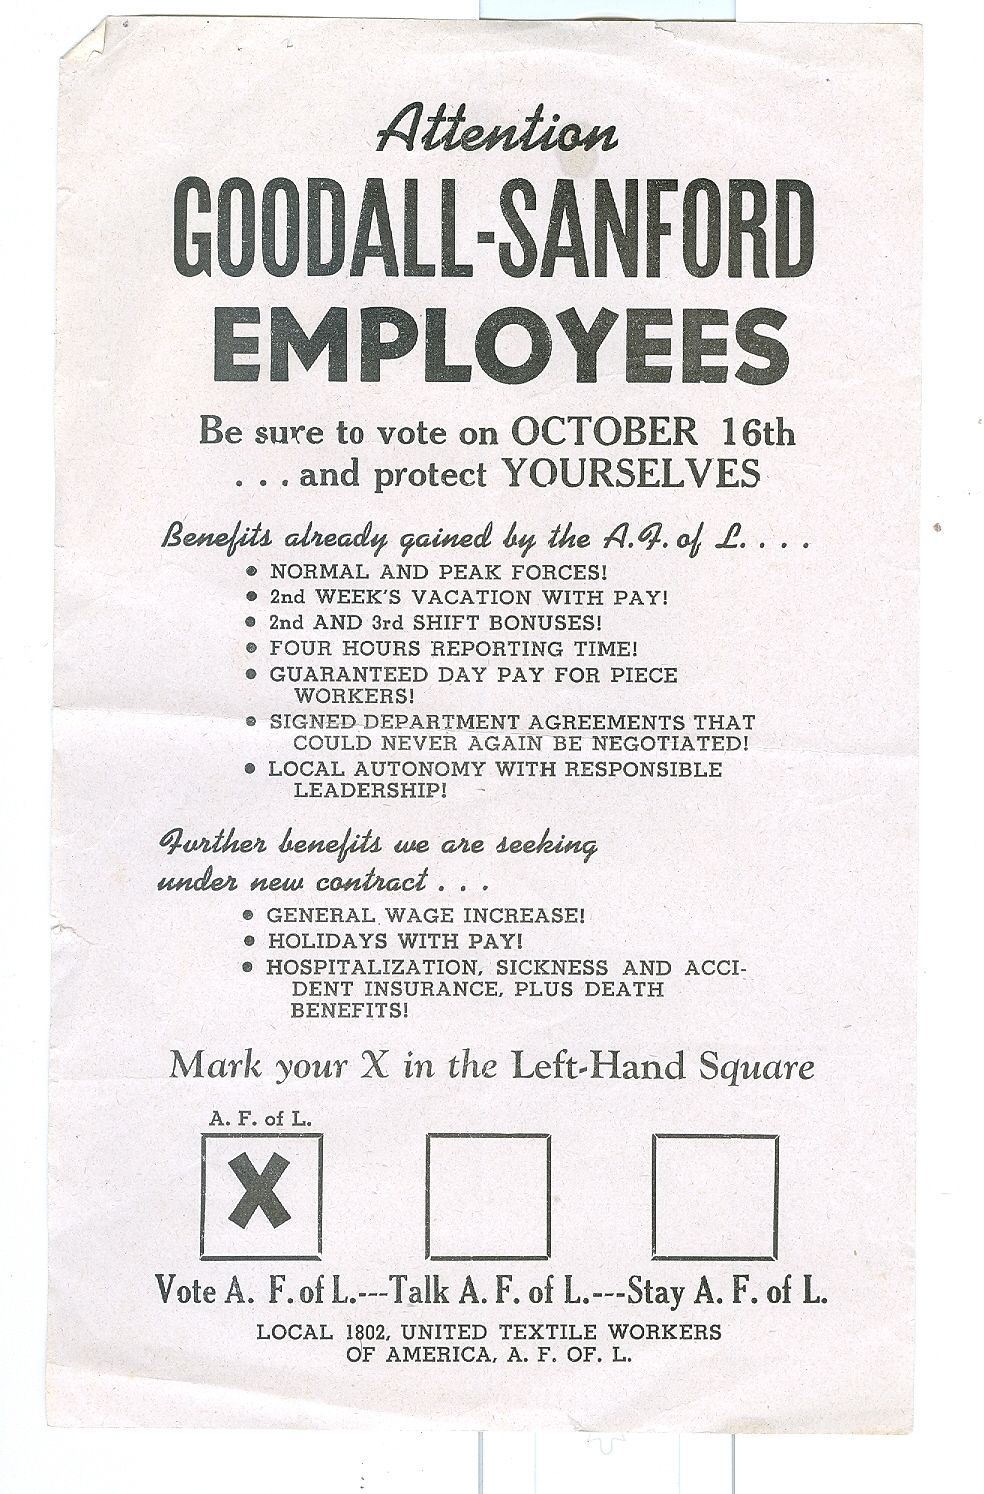 Attention
GOODALL-SANFORD
EMPLOYEES
Be sure to vote on OCTOBER 16th
. . . and protect YOURSELVES
Benefits already gained by the A.F. of L. . . .
• NORMAL AND PEAK FORCES!
• 2nd WEEK'S VACATION WITH PAY!
• 2nd AND 3rd SHIFT BONUSES!
• FOUR HOURS REPORTING TIME!
• GUARANTEED DAY PAY FOR PIECE
WORKERS!
• SIGNED DEPARTMENT AGREEMENTS THAT
COULD NEVER AGAIN BE NEGOTIATED!
• LOCAL AUTONOMY WITH RESPONSIBLE
LEADERSHIP!
Further benefits we are seeking
under new contract . . .
• GENERAL WAGE INCREASE!
• HOLIDAYS WITH PAY!
• HOSPITALIZATION, SICKNESS AND ACCI-
DENT INSURANCE, PLUS DEATH
BENEFITS!
Mark your X in the Left-Hand Square
A. F. of L.
X
Vote A. F. of L.---Talk A. F. of L.---Stay A. F. of L.
LOCAL 1802, UNITED TEXTILE WORKERS
OF AMERICA, A. F. OF. L.